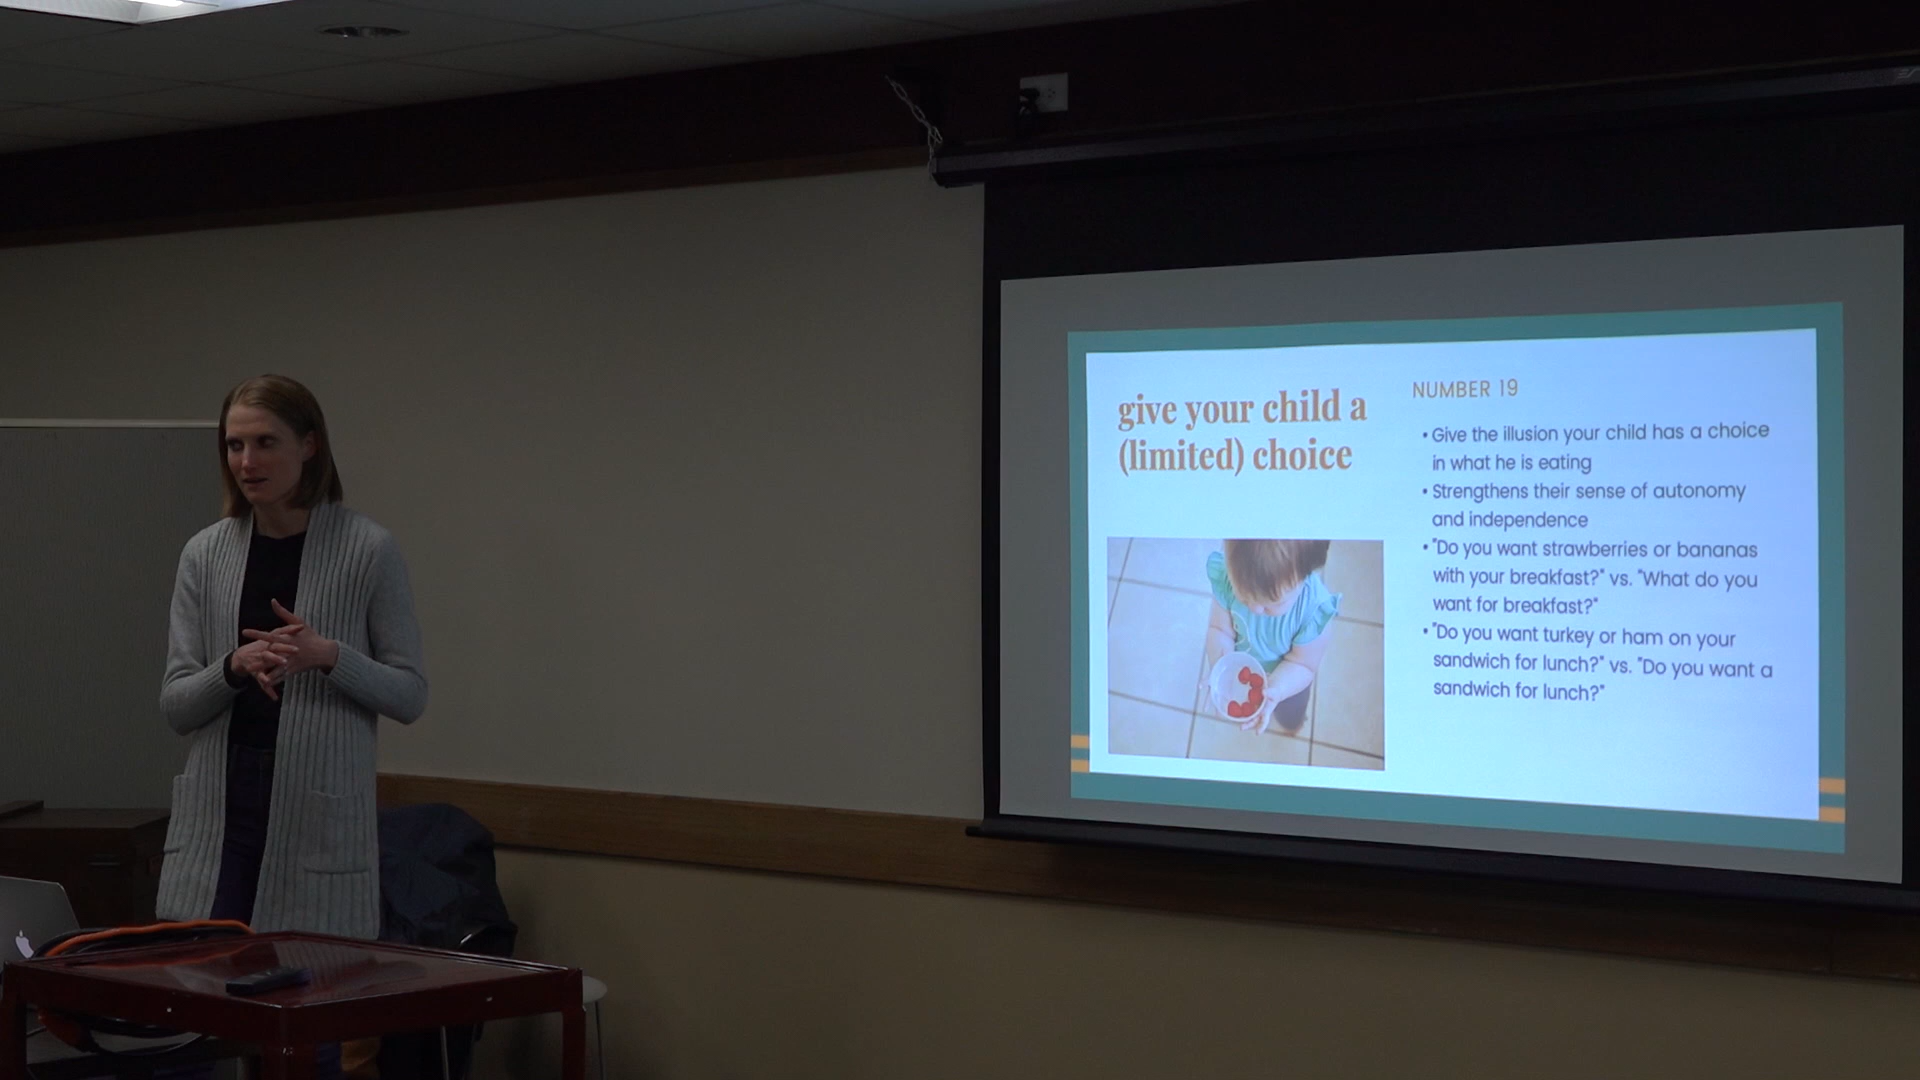 give your child a
(limited) choice
NUMBER 19
• Give the illusion your child has a choice
in what he is eating
• Strengthens their sense of autonomy
and independence
• "Do you want strawberries or bananas
with your breakfast?" vs. "What do you
want for breakfast?"
• "Do you want turkey or ham on your
sandwich for lunch?" vs. "Do you want a
sandwich for lunch?"